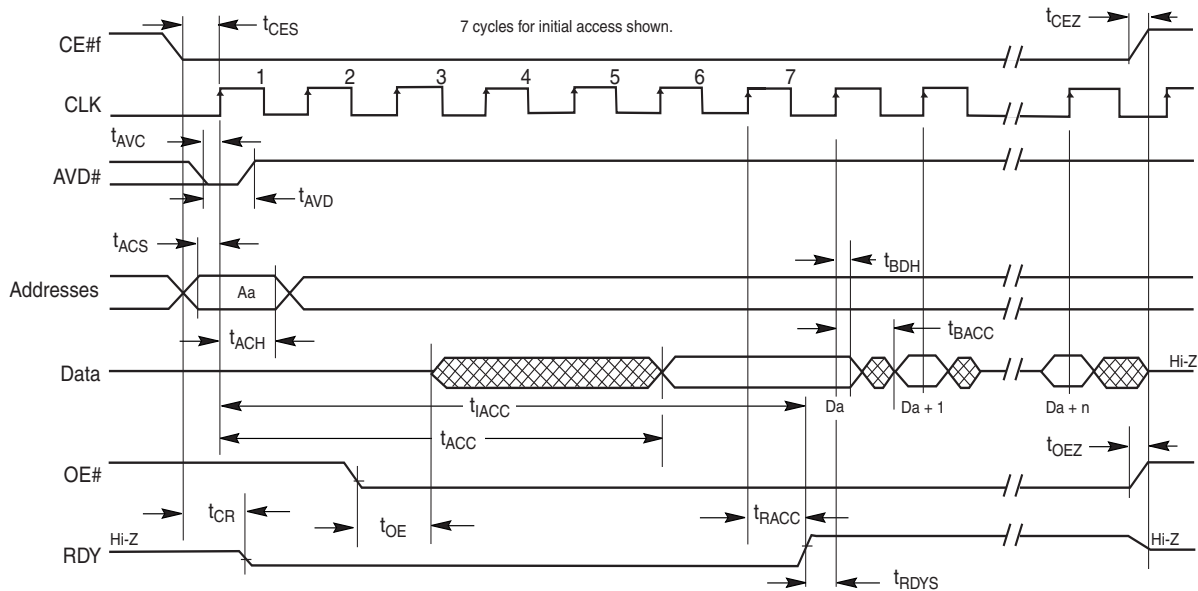 t_CES
7 cycles for initial access shown.
t_CEZ
CE#f
1 2 3 4 5 6 7
CLK
t_AVC
AVD#
t_AVD
t_ACS
t_BDH
Addresses
Aa
t_ACH
t_BACC
Data
Hi-Z
t_IACC
Da
Da + 1
Da + n
t_ACC
t_OEZ
OE#
t_CR
t_OE
t_RACC
Hi-Z
Hi-Z
RDY
t_RDYS